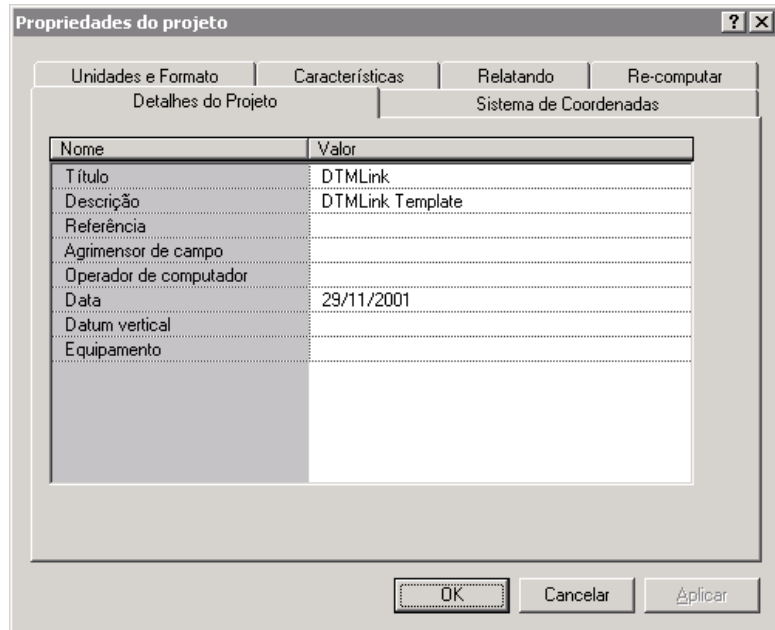 Propriedades do projeto
Unidades e Formato Características Relatando Re-computar
Detalhes do Projeto Sistema de Coordenadas
Nome Valor
Título DTMLink
Descrição DTMLink Template
Referência
Agrimensor de campo
Operador de computador
Data 29/11/2001
Datum vertical
Equipamento
OK Cancelar Aplicar